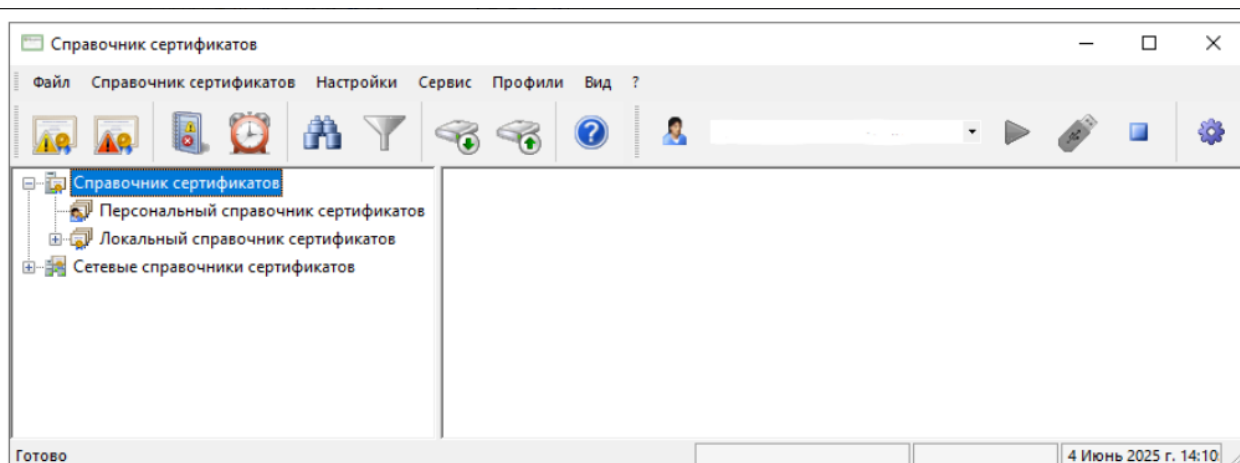 Справочник сертификатов
Файл Справочник сертификатов Настройки Сервис Профили Вид ?
Справочник сертификатов
Персональный справочник сертификатов
Локальный справочник сертификатов
Сетевые справочники сертификатов
Готово
4 Июнь 2025 г. 14:10